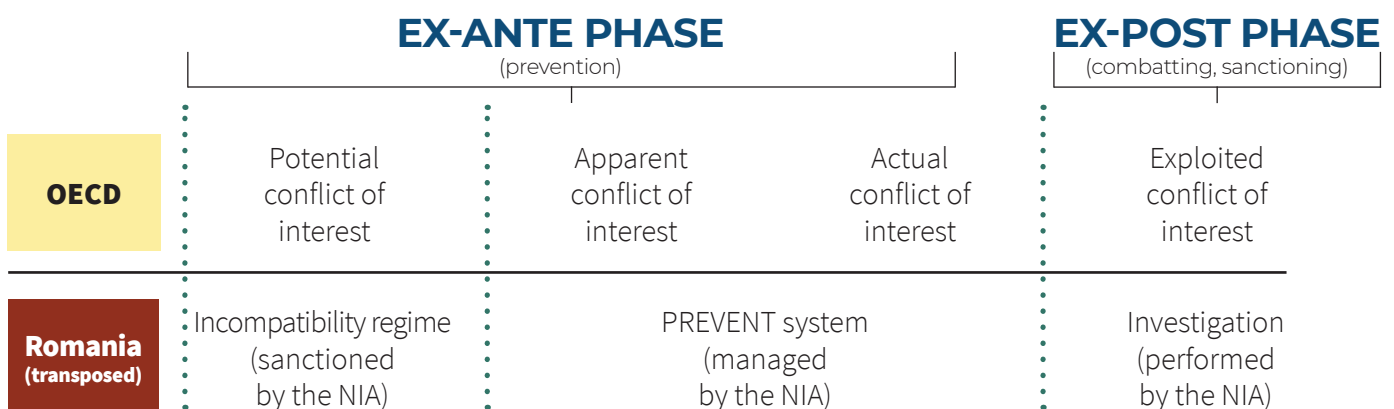 EX-ANTE PHASE
(prevention)
EX-POST PHASE
(combatting, sanctioning)
OECD
Potential
conflict of
interest
Apparent
conflict of
interest
Actual
conflict of
interest
Exploited
conflict of
interest
Romania
(transposed)
Incompatibility regime
(sanctioned
by the NIA)
PREVENT system
(managed
by the NIA)
Investigation
(performed
by the NIA)